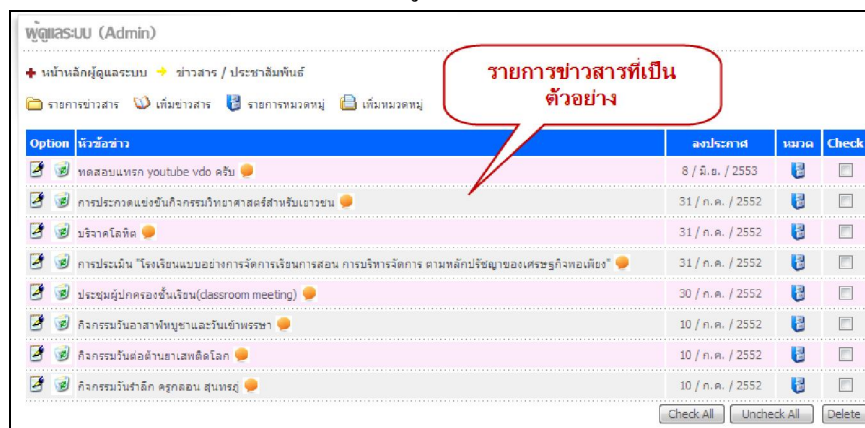 ผู้ดูแลระบบ (Admin)
หน้าหลักผู้ดูแลระบบ ข่าวสาร / ประชาสัมพันธ์
รายการข่าวสาร เพิ่มข่าวสาร รายการหมวดหมู่ เพิ่มหมวดหมู่
รายการข่าวสารที่เป็น
ตัวอย่าง
Option หัวข้อข่าว ลงประกาศ หมวด Check
ทดสอบแทรก youtube vdo ครับ 8 / มิ.ย. / 2553
การประกวดแข่งขันกิจกรรมวิทยาศาสตร์สำหรับเยาวชน 31 / ก.ค. / 2552
บริจาคโลหิต 31 / ก.ค. / 2552
การประเมิน "โรงเรียนแบบอย่างการจัดการเรียนการสอน การบริหารจัดการ ตามหลักปรัชญาของเศรษฐกิจพอเพียง" 31 / ก.ค. / 2552
ประชุมผู้ปกครองชั้นเรียน(classroom meeting) 30 / ก.ค. / 2552
กิจกรรมวันอาสาฬหบูชาและวันเข้าพรรษา 10 / ก.ค. / 2552
กิจกรรมวันต่อต้านยาเสพติดโลก 10 / ก.ค. / 2552
กิจกรรมวันรำลึก ครูกลอน สุนทรภู่ 10 / ก.ค. / 2552
Check All Uncheck All Delete